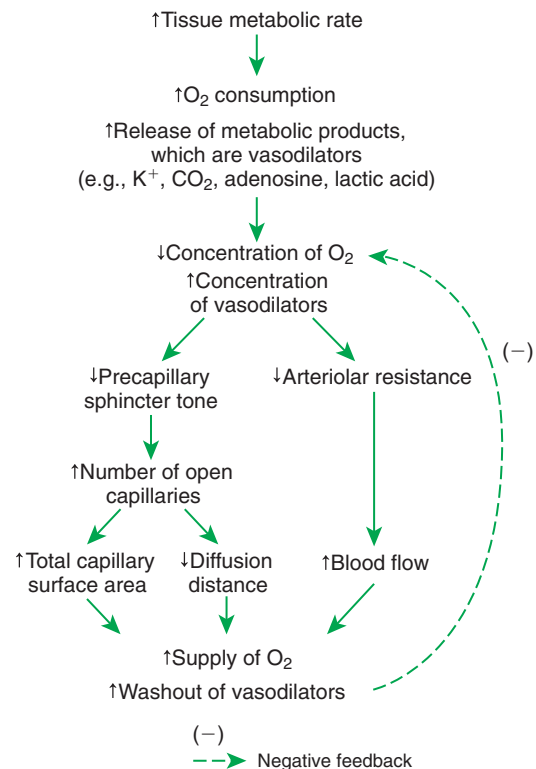 ↑Tissue metabolic rate
↑O₂ consumption
↑Release of metabolic products,
which are vasodilators
(e.g., K⁺, CO₂, adenosine, lactic acid)
↓Concentration of O₂
↑Concentration
of vasodilators
(−)
↓Precapillary
sphincter tone
↓Arteriolar resistance
↑Number of open
capillaries
↑Total capillary
surface area
↓Diffusion
distance
↑Blood flow
↑Supply of O₂
↑Washout of vasodilators
(−)
Negative feedback